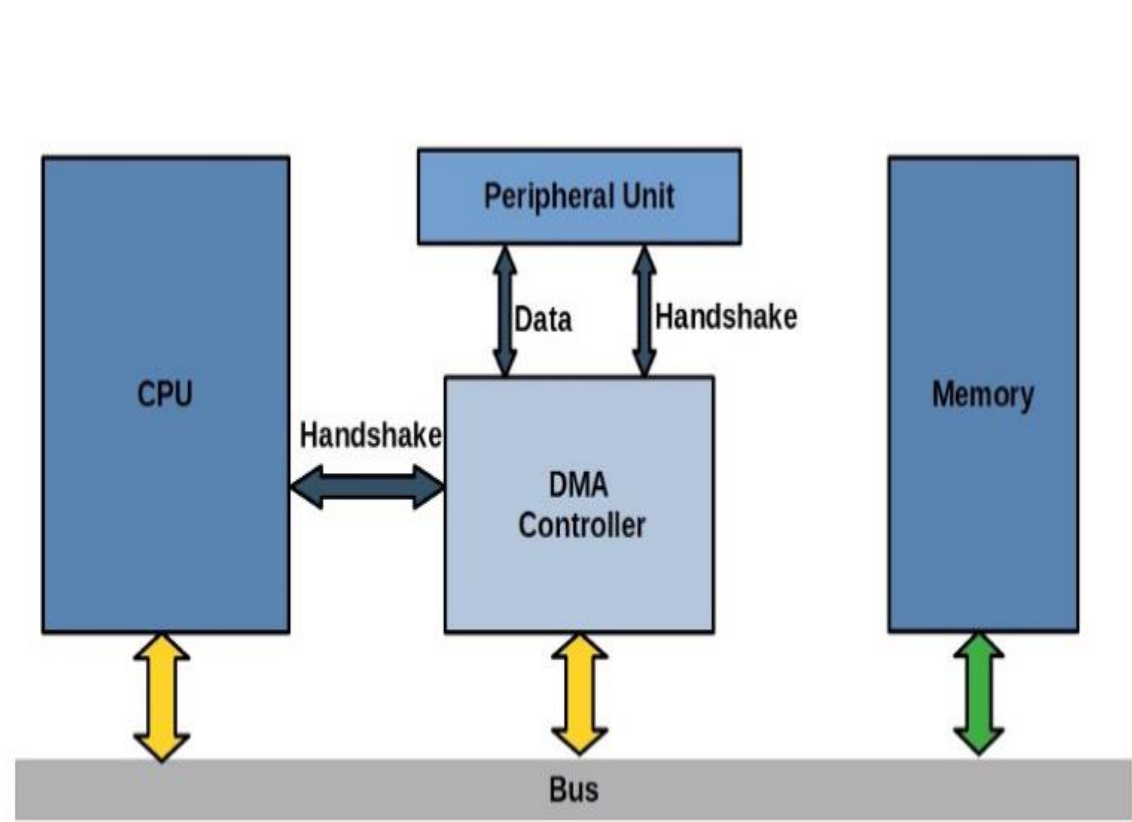 Peripheral Unit
Data
Handshake
CPU
Memory
Handshake
DMA
Controller
Bus